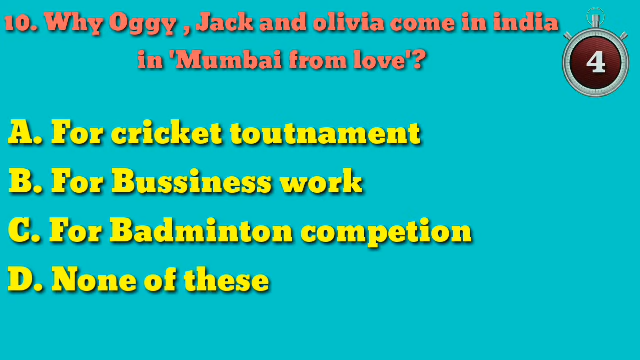 10. Why Oggy , Jack and olivia come in india
in 'Mumbai from love'?
4
A. For cricket toutnament
B. For Bussiness work
C. For Badminton competion
D. None of these